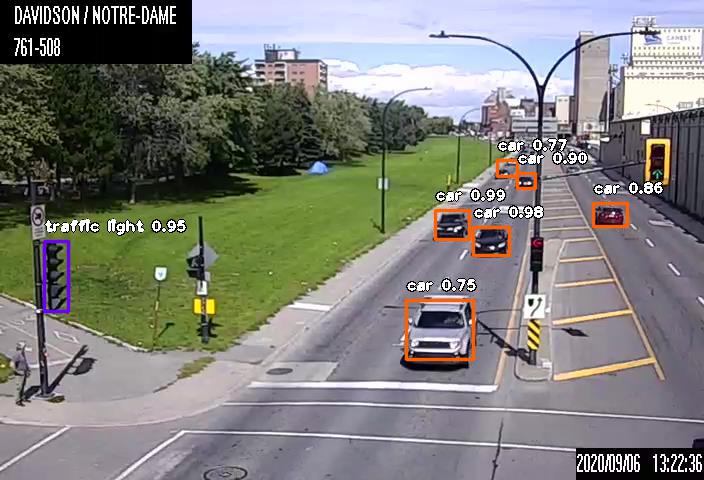 DAVIDSON / NOTRE-DAME
761-508
car 0.77
car 0.90
car 0.99
car 0.86
car 0.98
traffic light 0.95
car 0.75
2020/09/06 13:22:36